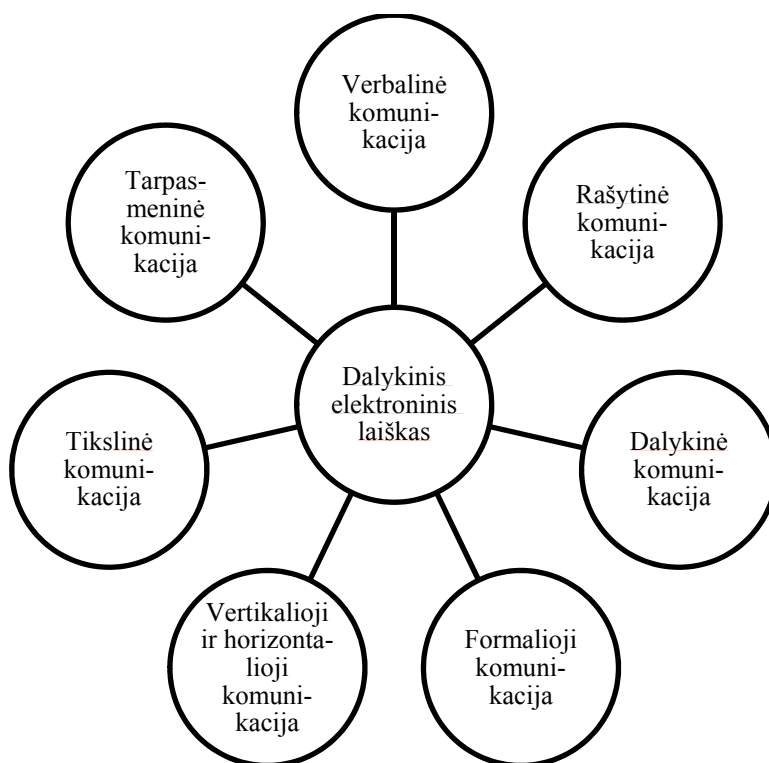 Verbalinė
komuni-
kacija
Tarpas-
meninė
komuni-
kacija
Rašytinė
komuni-
kacija
Dalykinis
elektroninis
laiškas
Tikslinė
komuni-
kacija
Dalykinė
komuni-
kacija
Vertikalioji
ir horizonta-
lioji
komuni-
kacija
Formalioji
komuni-
kacija